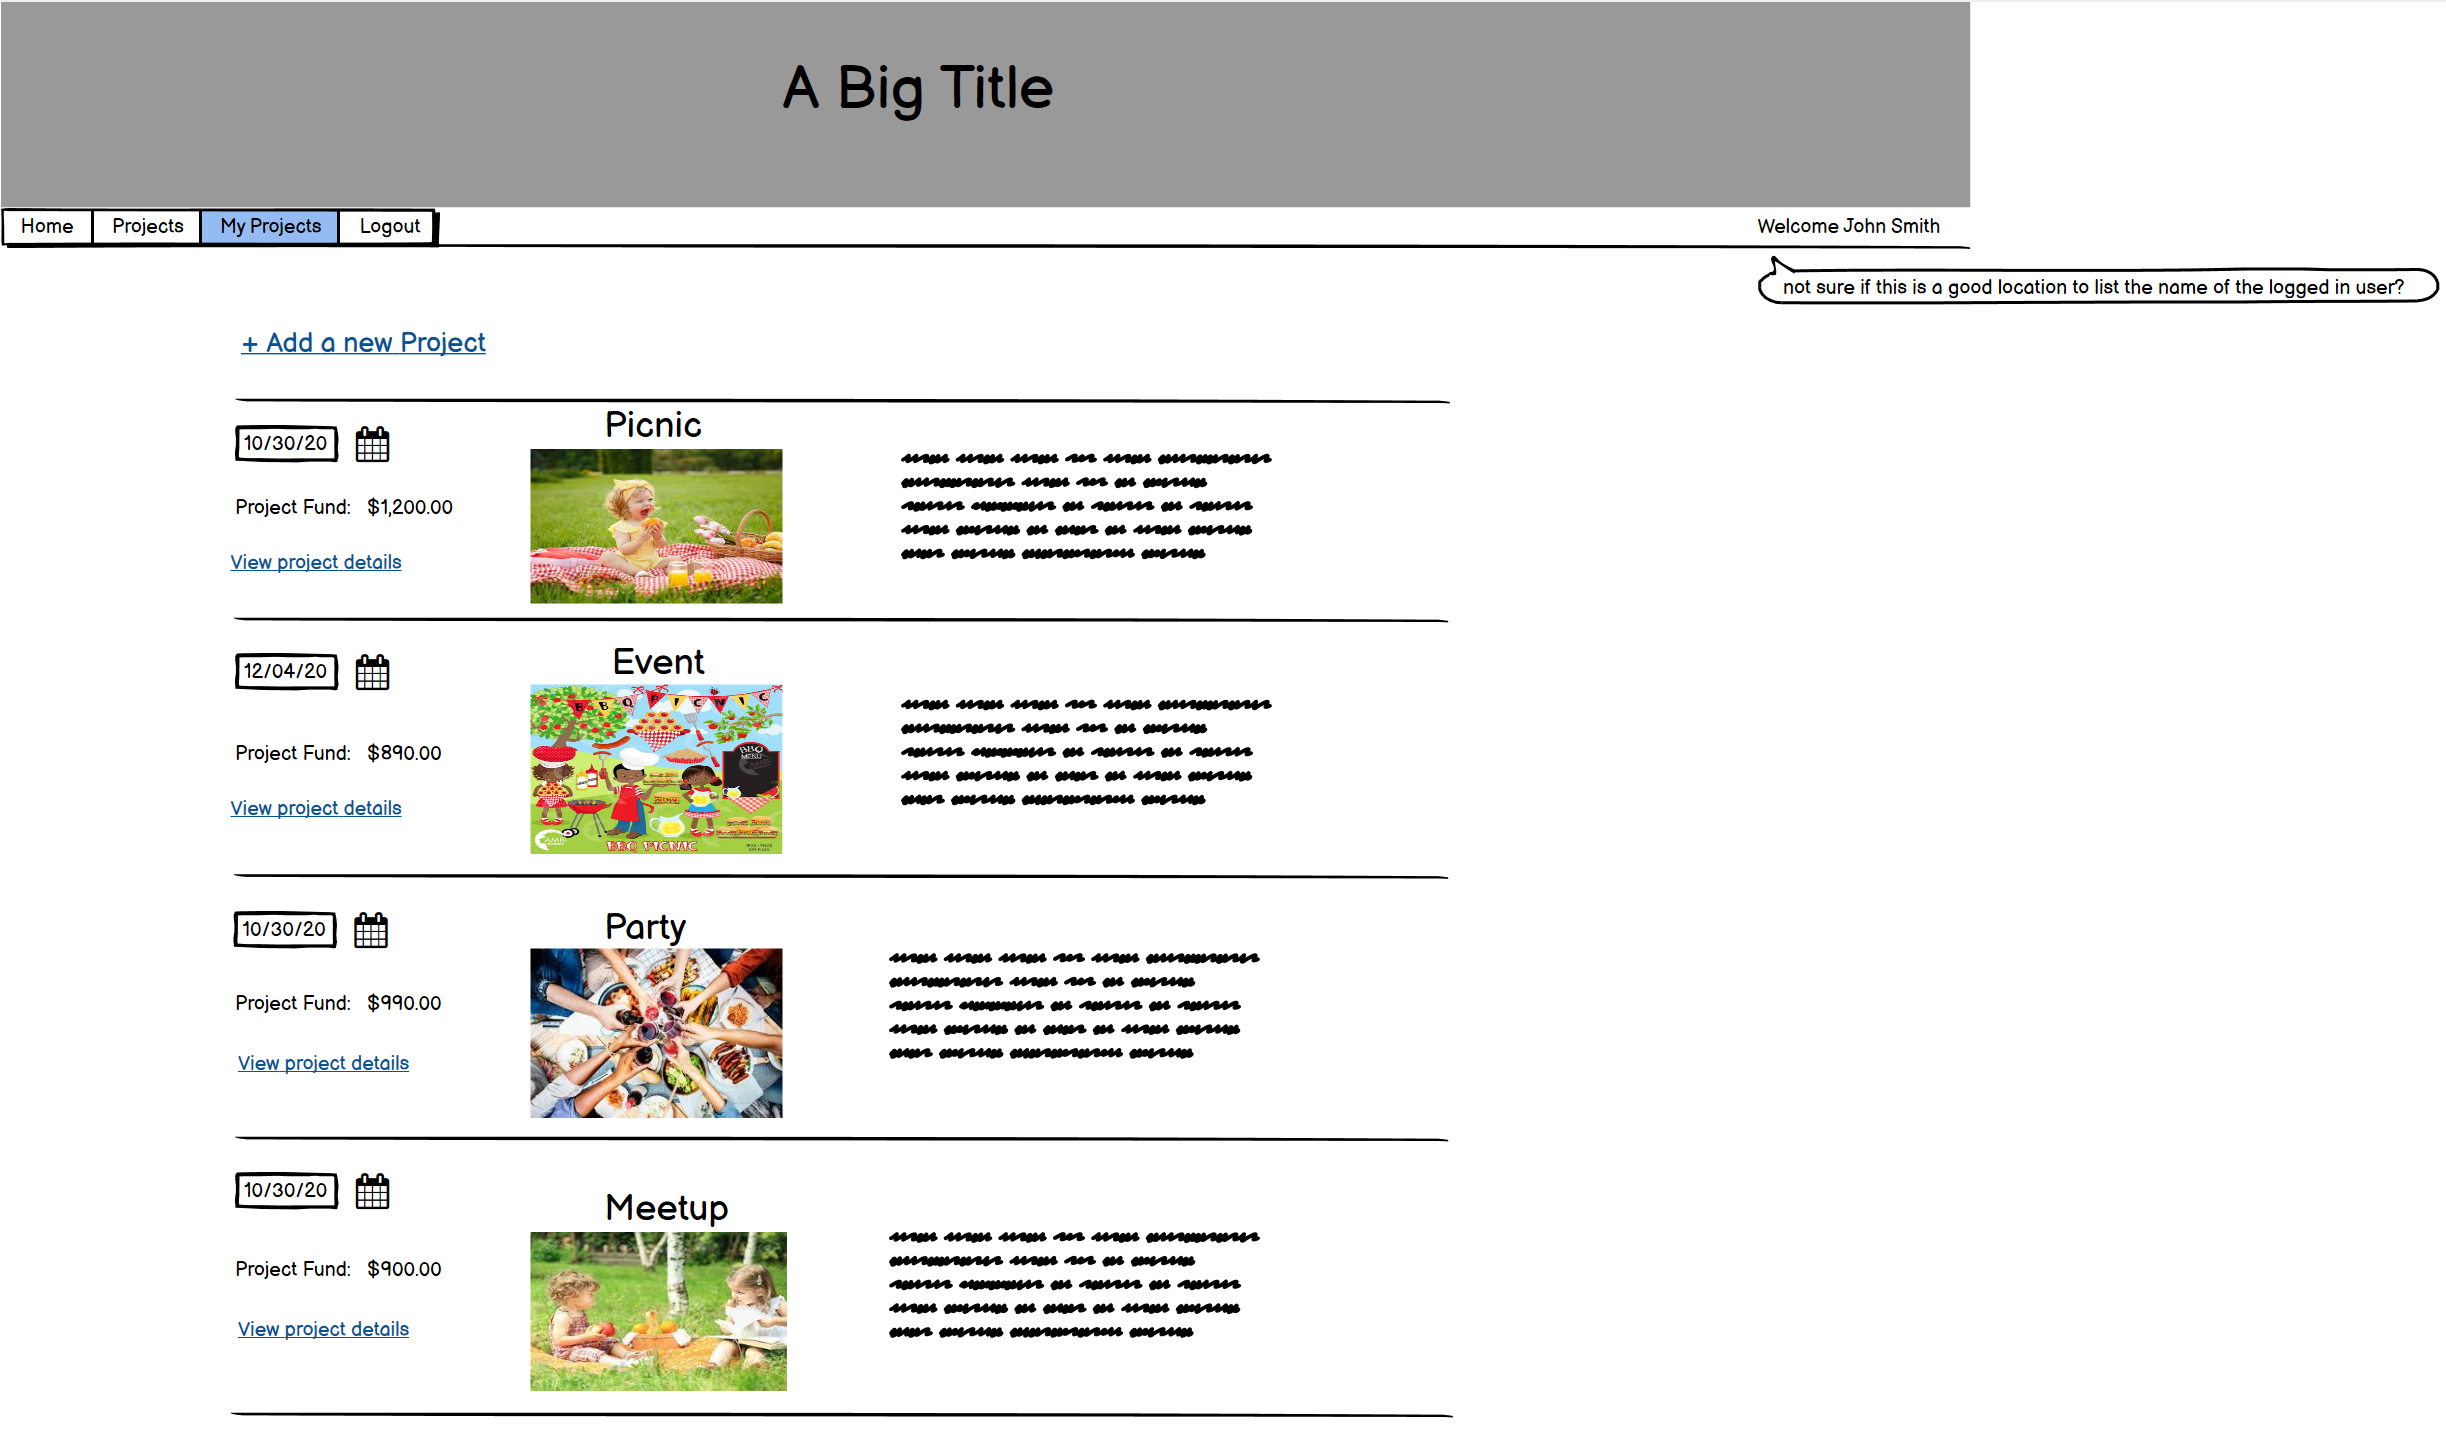 A Big Title
Home Projects My Projects Logout
Welcome John Smith
not sure if this is a good location to list the name of the logged in user?
+ Add a new Project
Picnic
10/30/20
Project Fund: $1,200.00
View project details
Event
12/04/20
BBQ PICNIC
BBQ
MENU
Project Fund: $890.00
View project details
BBQ PICNIC
Party
10/30/20
Project Fund: $990.00
View project details
10/30/20
Meetup
Project Fund: $900.00
View project details